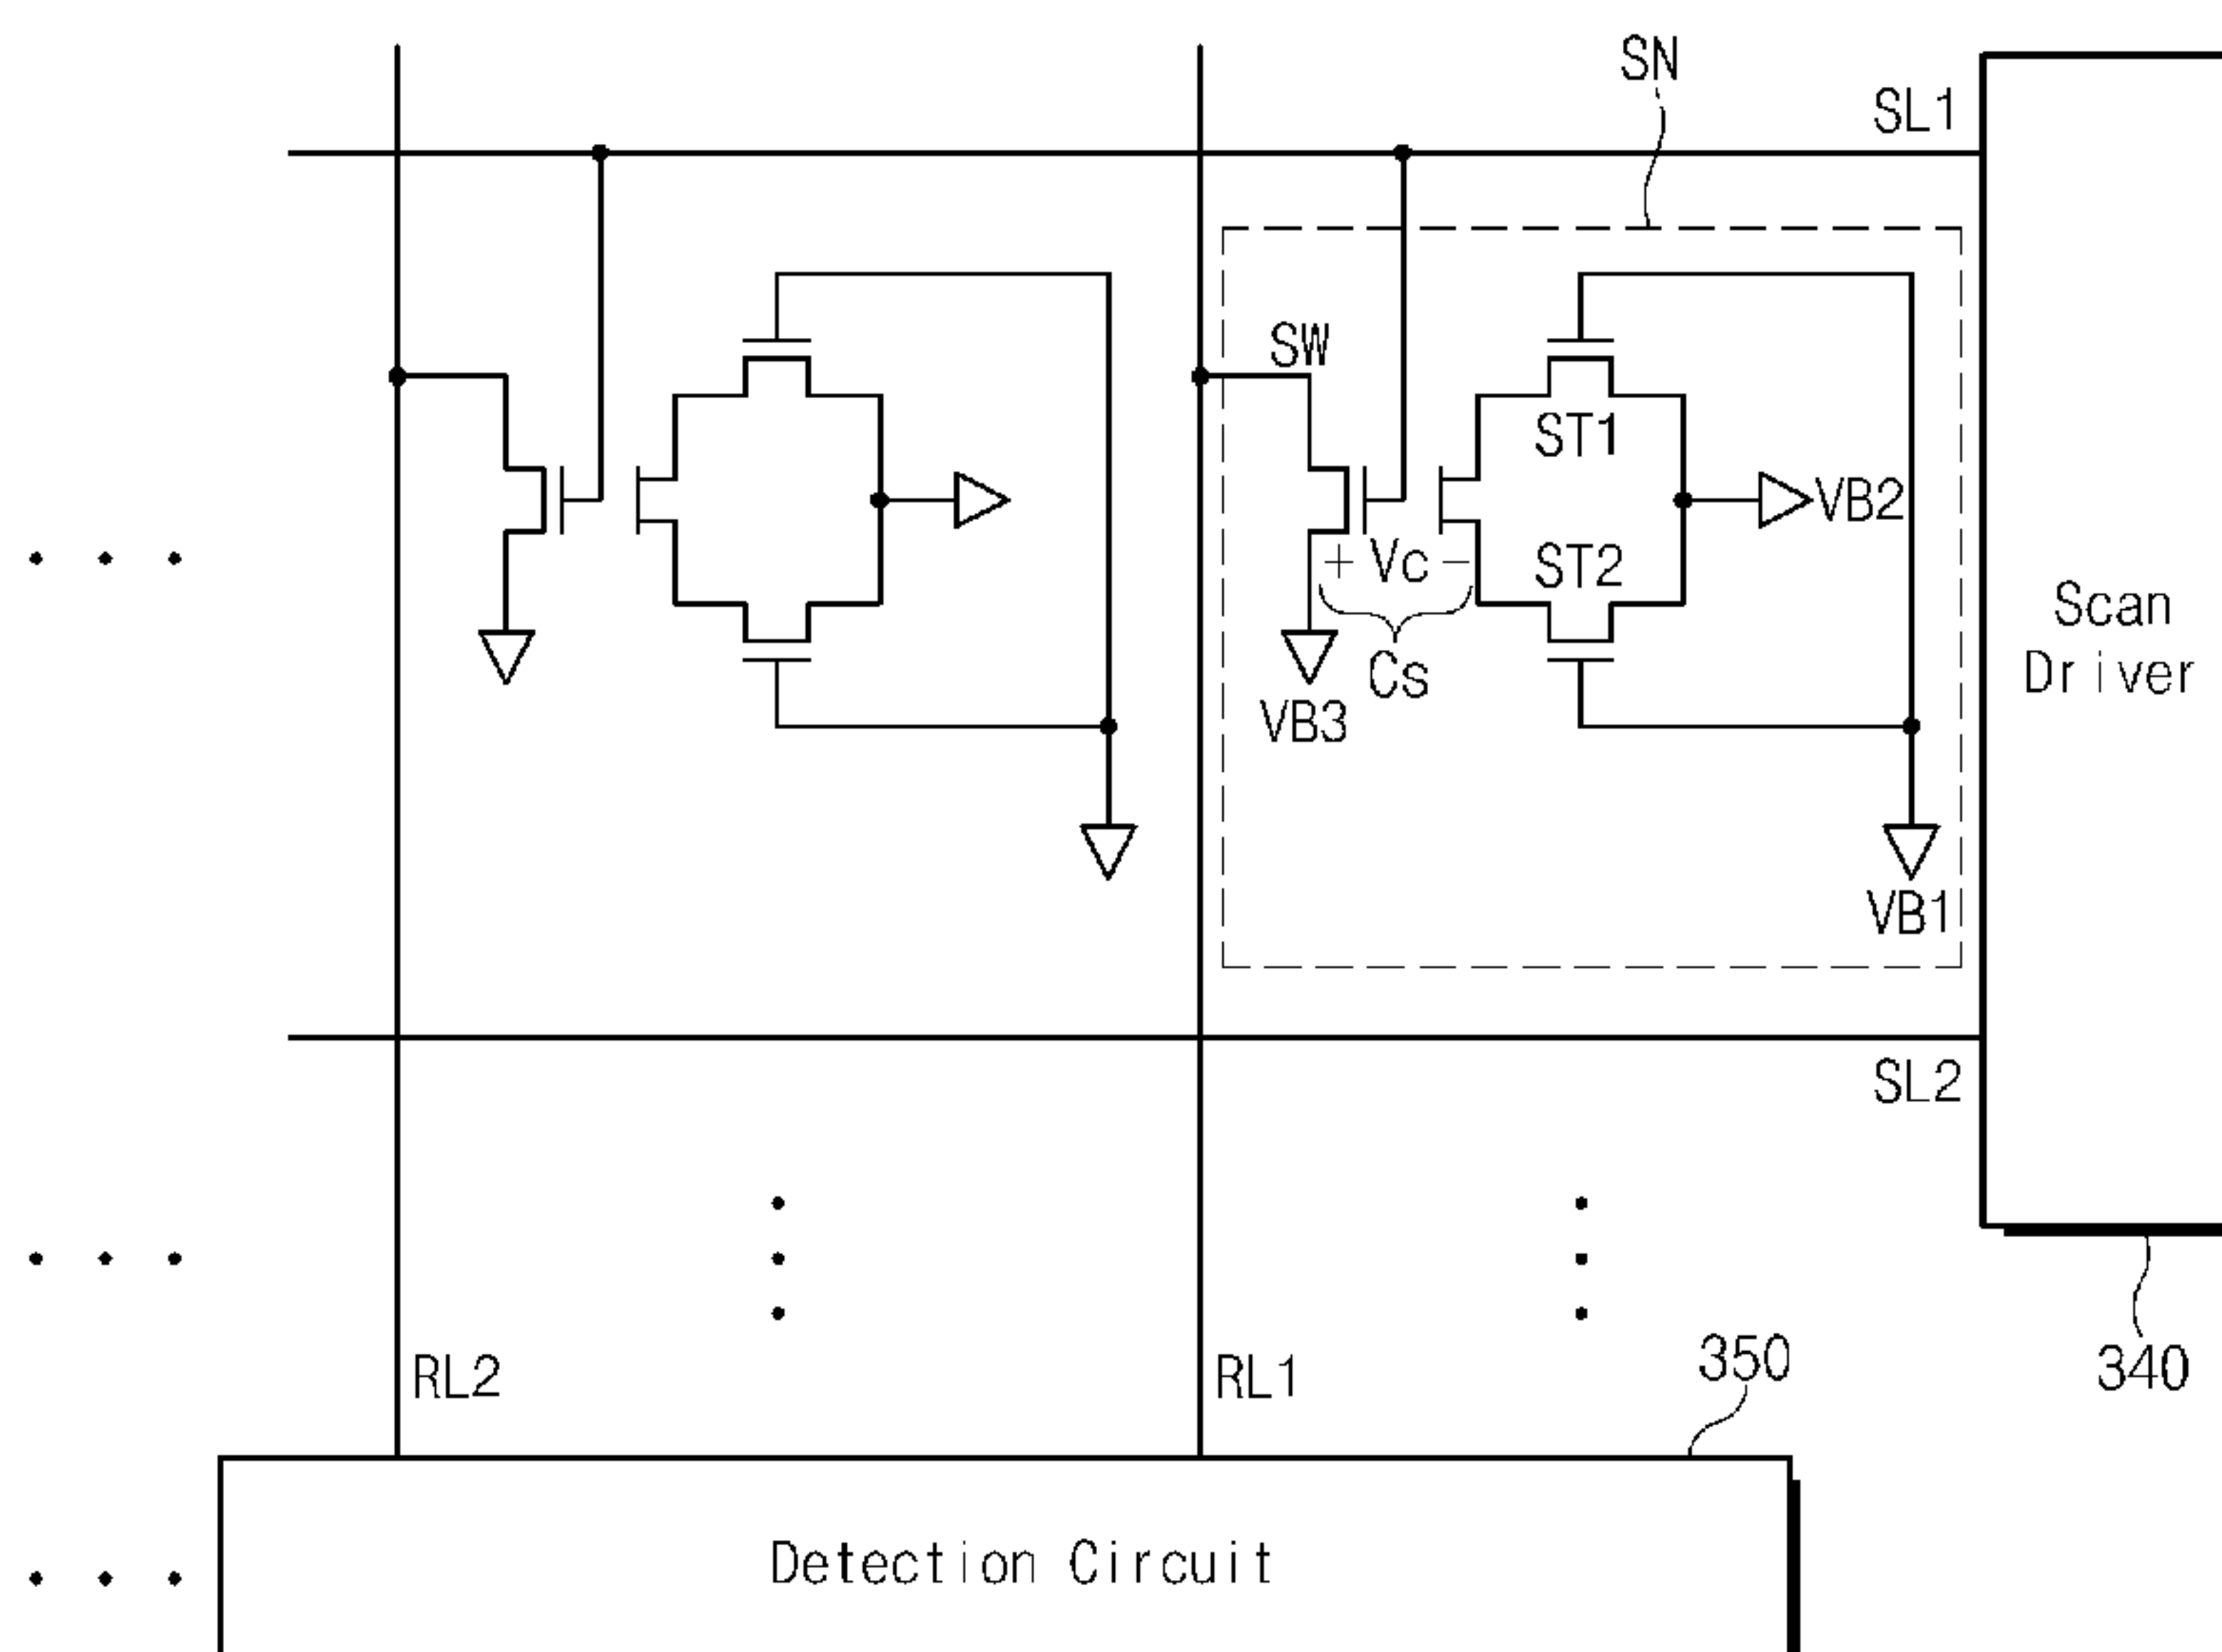 SN
SL1
SW
ST1
VB2
+ Vc -
ST2
Cs
VB3
Scan
Driver
VB1
SL2
RL2
RL1
350
340
Detection Circuit